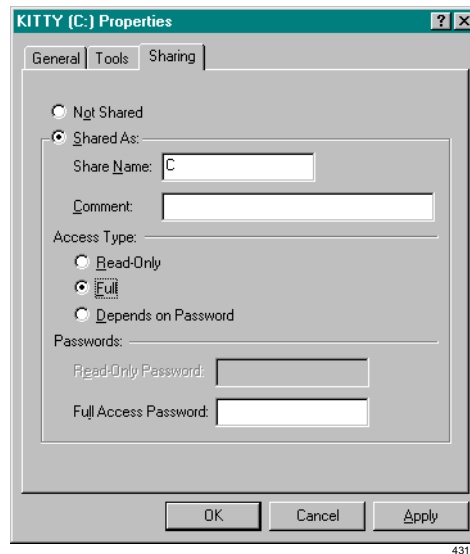 KITTY (C:) Properties
General Tools Sharing
Not Shared
Shared As:
Share Name: C
Comment:
Access Type:
Read-Only
Full
Depends on Password
Passwords:
Read-Only Password:
Full Access Password:
OK Cancel Apply
431